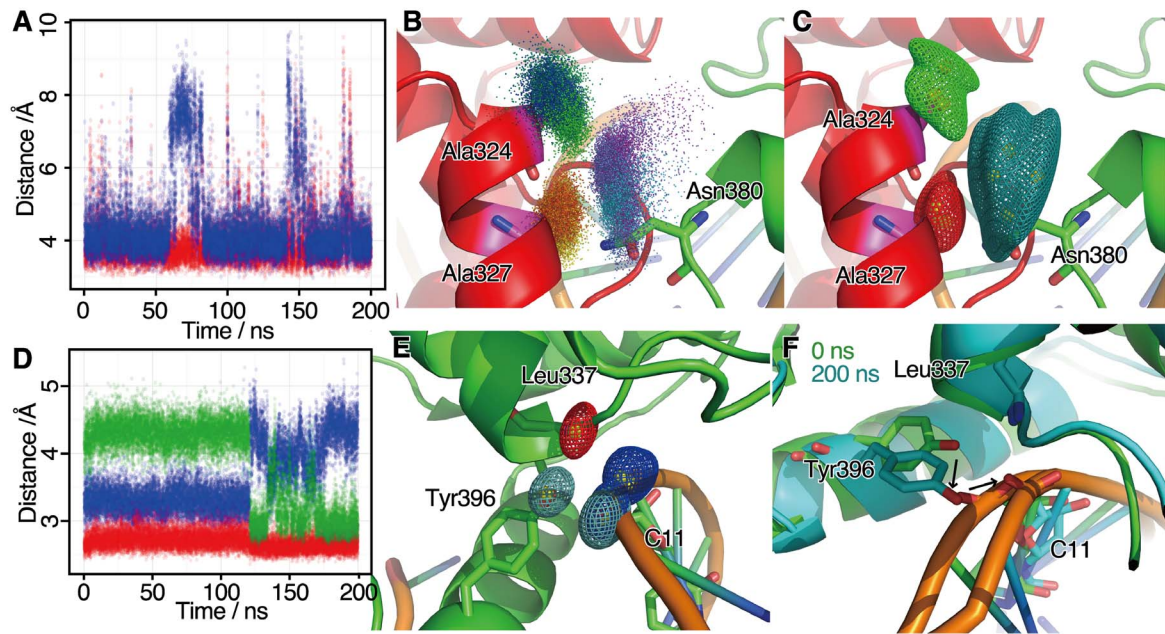 A
10
8
6
4
Distance /Å
0
50
100
150
200
Time / ns
B
Ala324
Ala327
Asn380
C
Ala324
Ala327
Asn380
D
5
4
3
Distance /Å
0
50
100
150
200
Time / ns
E
Leu337
Tyr396
C11
F
0 ns
200 ns
Leu337
Tyr396
C11